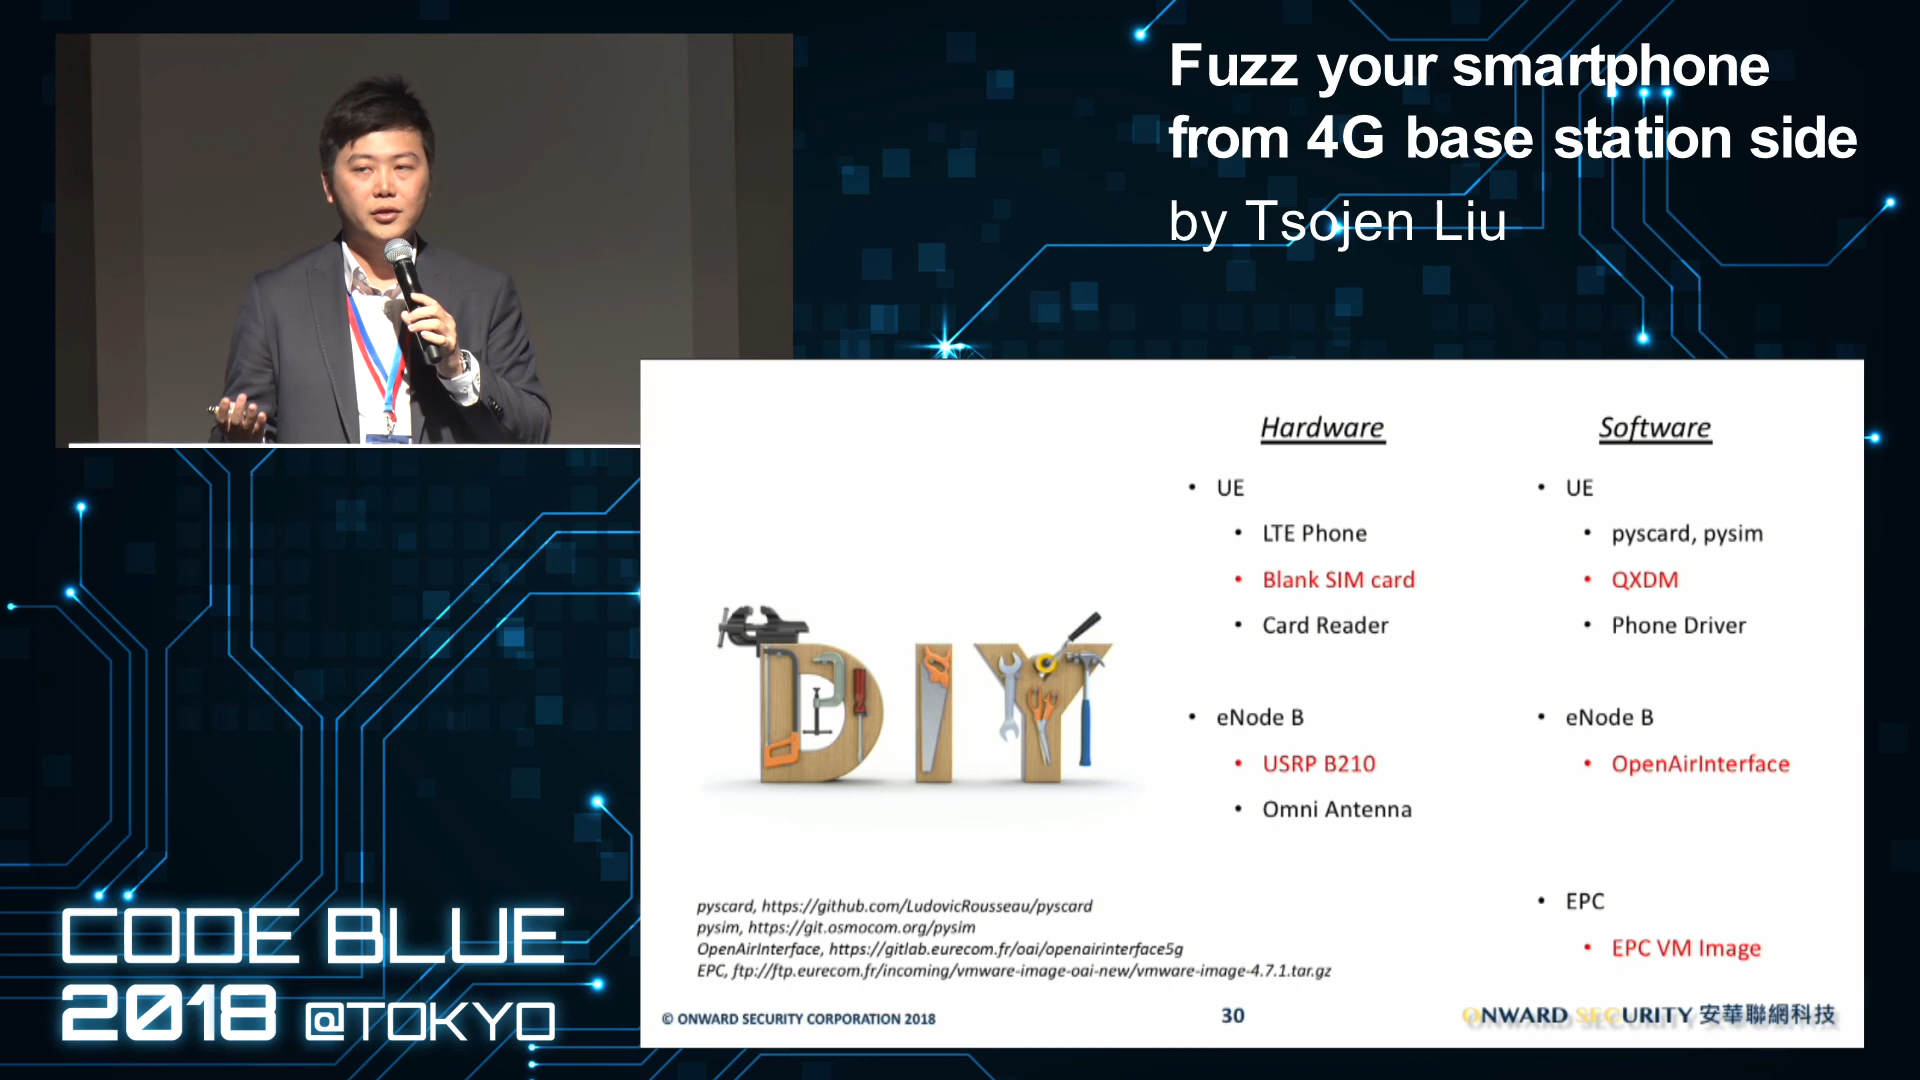 Fuzz your smartphone
from 4G base station side
by Tsojen Liu
Hardware
• UE
• LTE Phone
• Blank SIM card
• Card Reader
• eNode B
• USRP B210
• Omni Antenna
Software
• UE
• pyscard, pysim
• QXDM
• Phone Driver
• eNode B
• OpenAirInterface
• EPC
• EPC VM Image
DIY
pyscard, https://github.com/LudovicRousseau/pyscard
pysim, https://git.osmocom.org/pysim
OpenAirInterface, https://gitlab.eurecom.fr/oai/openairinterface5g
EPC, ftp://ftp.eurecom.fr/incoming/vmware-image-oai-new/vmware-image-4.7.1.tar.gz
© ONWARD SECURITY CORPORATION 2018
30
ONWARD SECURITY 安華聯網科技
CODE BLUE
2018 @TOKYO